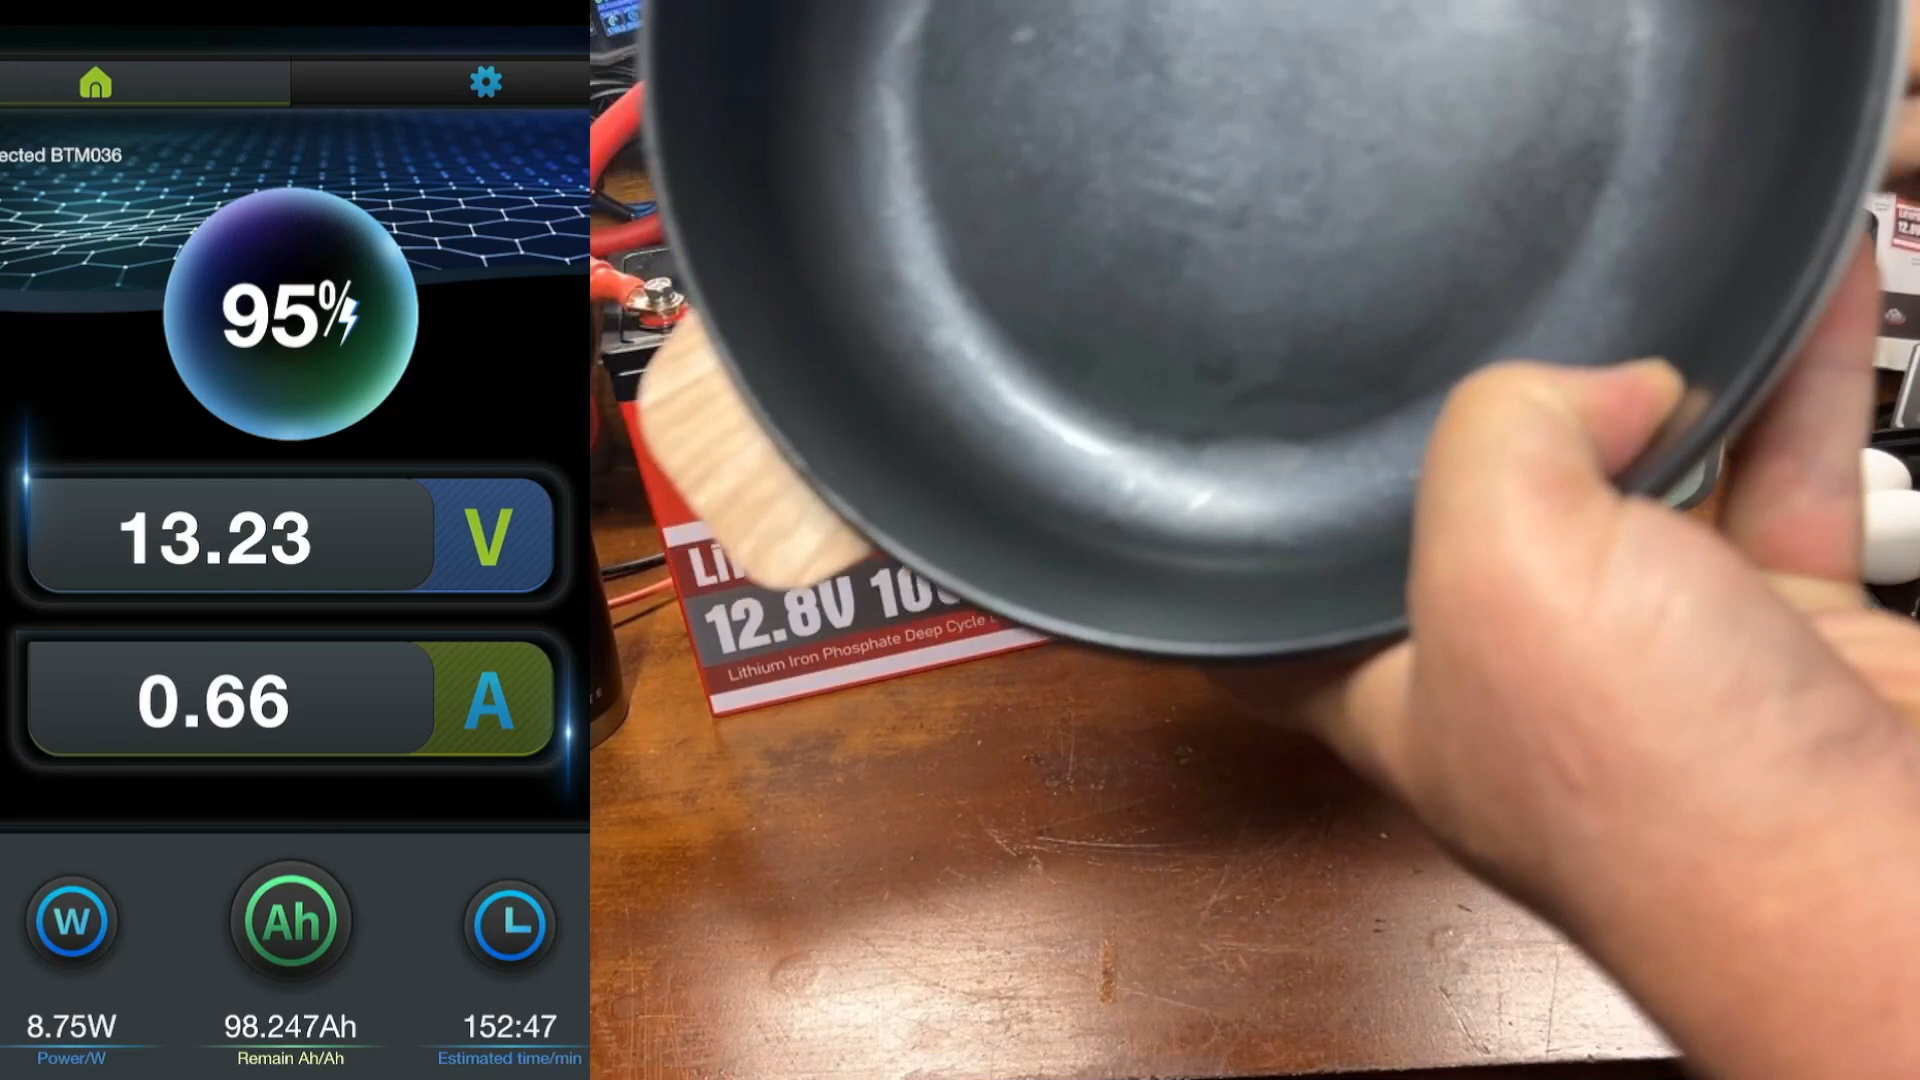 ected BTM036
95%
13.23 V
0.66 A
W
Ah
8.75W
98.247Ah
152:47
Power/W
Remain Ah/Ah
Estimated time/min
12.8V
Lithium Iron Phosphate Deep Cycle